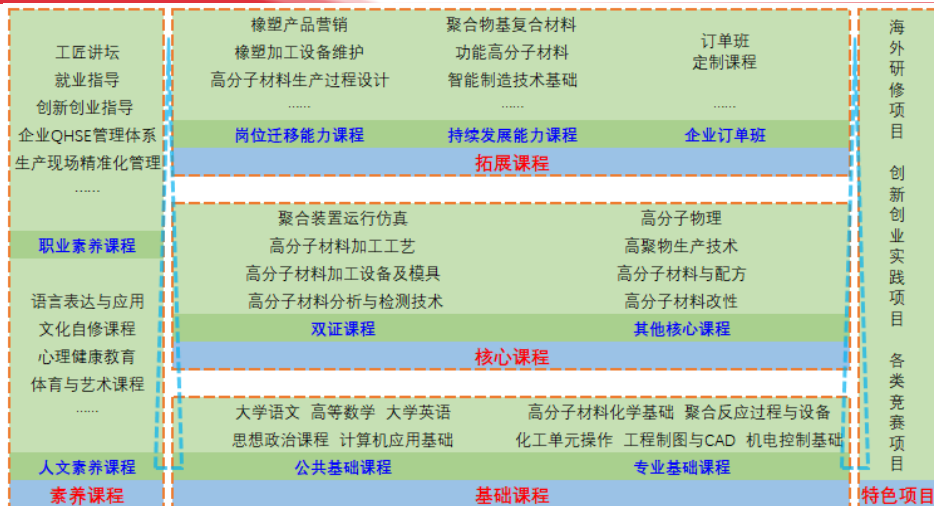 工匠讲坛
就业指导
创新创业指导
企业QHSE管理体系
生产现场精准化管理
......
职业素养课程
语言表达与应用
文化自修课程
心理健康教育
体育与艺术课程
......
人文素养课程
素养课程
橡塑产品营销
橡塑加工设备维护
高分子材料生产过程设计
......
岗位迁移能力课程
聚合物基复合材料
功能高分子材料
智能制造技术基础
......
持续发展能力课程
订单班
定制课程
......
企业订单班
拓展课程
聚合装置运行仿真
高分子材料加工工艺
高分子材料加工设备及模具
高分子材料分析与检测技术
双证课程
高分子物理
高聚物生产技术
高分子材料与配方
高分子材料改性
其他核心课程
核心课程
大学语文 高等数学 大学英语
思想政治课程 计算机应用基础
公共基础课程
高分子材料化学基础 聚合反应过程与设备
化工单元操作 工程制图与CAD 机电控制基础
专业基础课程
基础课程
海外研修项目
创新创业实践项目
各类竞赛项目
特色项目